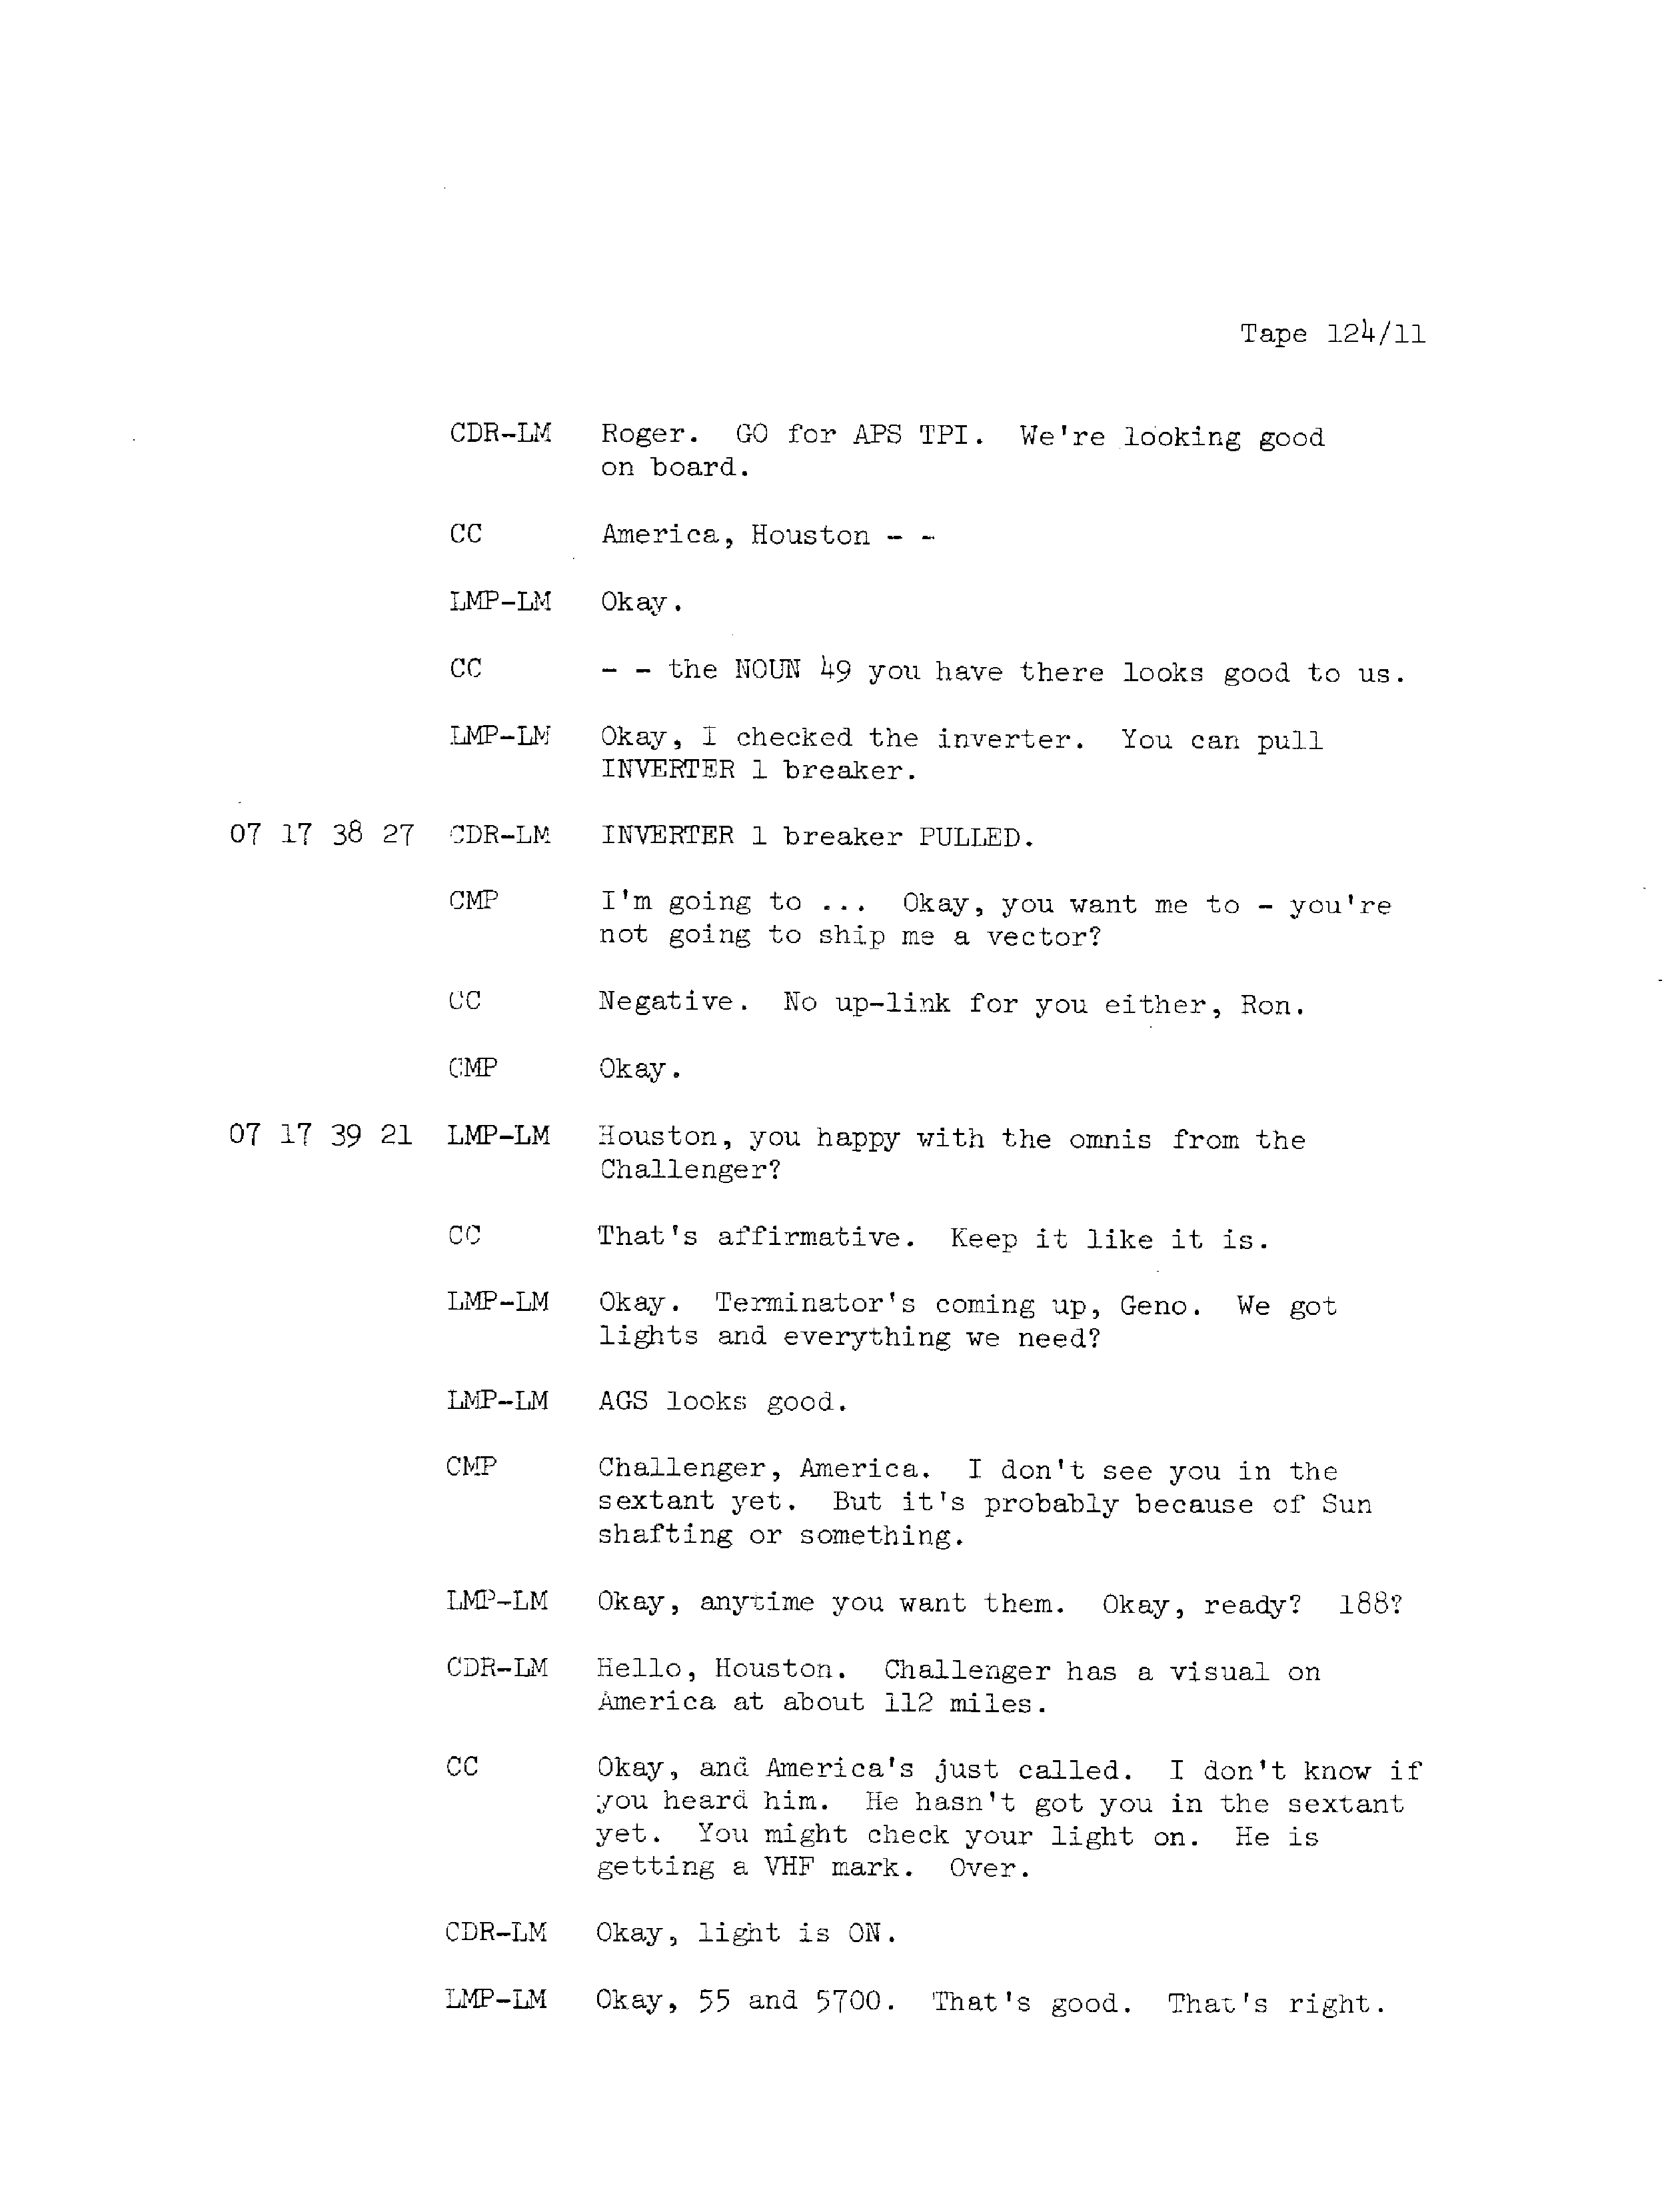 Tape 124/11
CDR-LM Roger. GO for APS TPI. We're looking good
on board.
CC America, Houston - -
LMP-LM Okay.
CC - - the NOUN 49 you have there looks good to us.
LMP-LM Okay, I checked the inverter. You can pull
INVERTER 1 breaker.
07 17 38 27 CDR-LM INVERTER 1 breaker PULLED.
CMP I'm going to ... Okay, you want me to - you're
not going to ship me a vector?
CC Negative. No up-link for you either, Ron.
CMP Okay.
07 17 39 21 LMP-LM Houston, you happy with the omnis from the
Challenger?
CC That's affirmative. Keep it like it is.
LMP-LM Okay. Terminator's coming up, Geno. We got
lights and everything we need?
LMP-LM AGS looks good.
CMP Challenger, America. I don't see you in the
sextant yet. But it's probably because of Sun
shafting or something.
LMP-LM Okay, anytime you want them. Okay, ready? 188?
CDR-LM Hello, Houston. Challenger has a visual on
America at about 112 miles.
CC Okay, and America's just called. I don't know if
you heard him. He hasn't got you in the sextant
yet. You might check your light on. He is
getting a VHF mark. Over.
CDR-LM Okay, light is ON.
LMP-LM Okay, 55 and 5700. That's good. That's right.